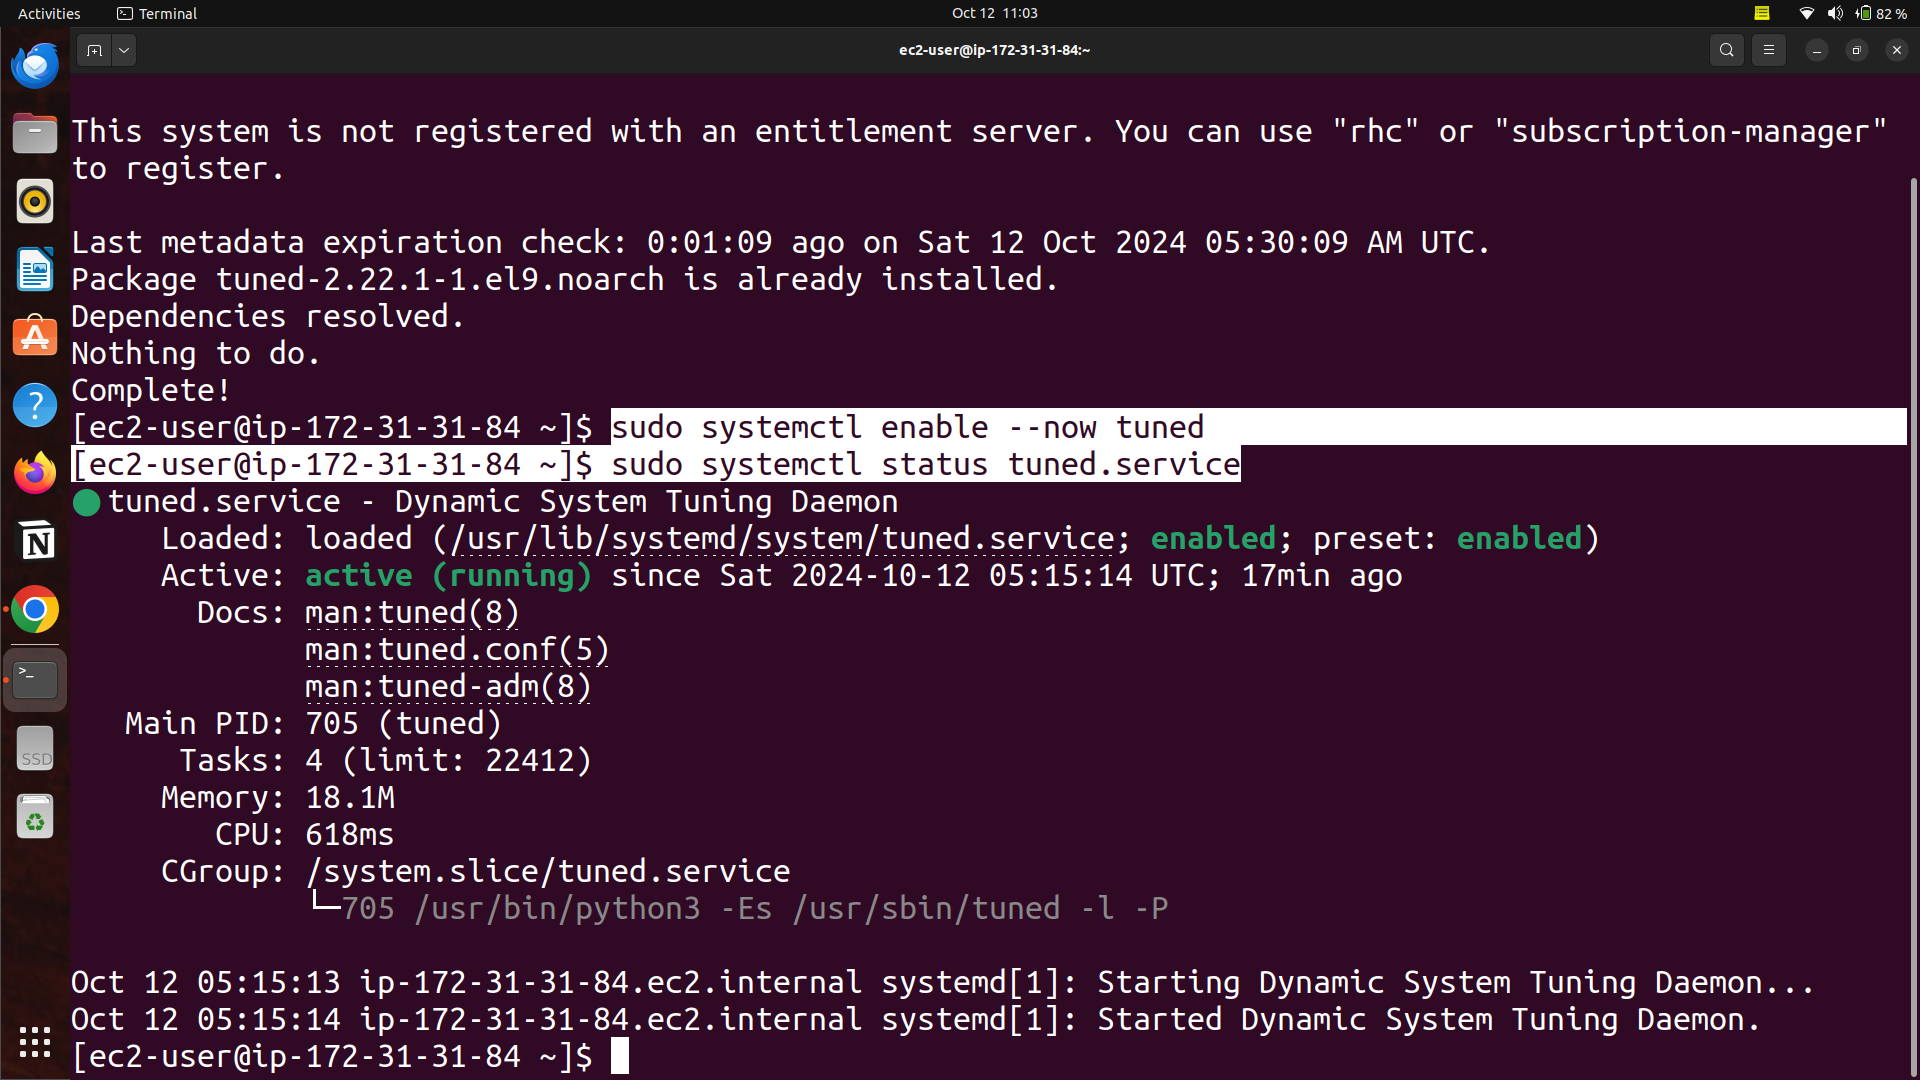 Activities
Terminal
Oct 12 11:03
82 %
ec2-user@ip-172-31-31-84:~
This system is not registered with an entitlement server. You can use "rhc" or "subscription-manager"
to register.
Last metadata expiration check: 0:01:09 ago on Sat 12 Oct 2024 05:30:09 AM UTC.
Package tuned-2.22.1-1.el9.noarch is already installed.
Dependencies resolved.
Nothing to do.
Complete!
[ec2-user@ip-172-31-31-84 ~]$ sudo systemctl enable --now tuned
[ec2-user@ip-172-31-31-84 ~]$ sudo systemctl status tuned.service
● tuned.service - Dynamic System Tuning Daemon
Loaded: loaded (/usr/lib/systemd/system/tuned.service; enabled; preset: enabled)
Active: active (running) since Sat 2024-10-12 05:15:14 UTC; 17min ago
Docs: man:tuned(8)
man:tuned.conf(5)
man:tuned-adm(8)
Main PID: 705 (tuned)
Tasks: 4 (limit: 22412)
Memory: 18.1M
CPU: 618ms
CGroup: /system.slice/tuned.service
└─705 /usr/bin/python3 -Es /usr/sbin/tuned -l -P
Oct 12 05:15:13 ip-172-31-31-84.ec2.internal systemd[1]: Starting Dynamic System Tuning Daemon...
Oct 12 05:15:14 ip-172-31-31-84.ec2.internal systemd[1]: Started Dynamic System Tuning Daemon.
[ec2-user@ip-172-31-31-84 ~]$
SSD